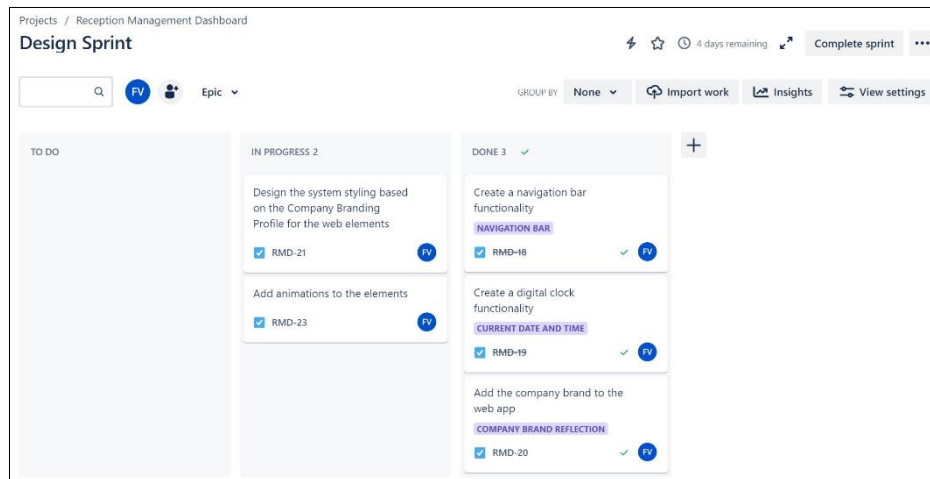 Projects / Reception Management Dashboard
Design Sprint
4 days remaining
Complete sprint
FV
Epic
GROUP BY
None
Import work
Insights
View settings
TO DO
IN PROGRESS 2
Design the system styling based
on the Company Branding
Profile for the web elements
RMD-21
FV
Add animations to the elements
RMD-23
FV
DONE 3
Create a navigation bar
functionality
NAVIGATION BAR
RMD-18
FV
Create a digital clock
functionality
CURRENT DATE AND TIME
RMD-19
FV
Add the company brand to the
web app
COMPANY BRAND REFLECTION
RMD-20
FV